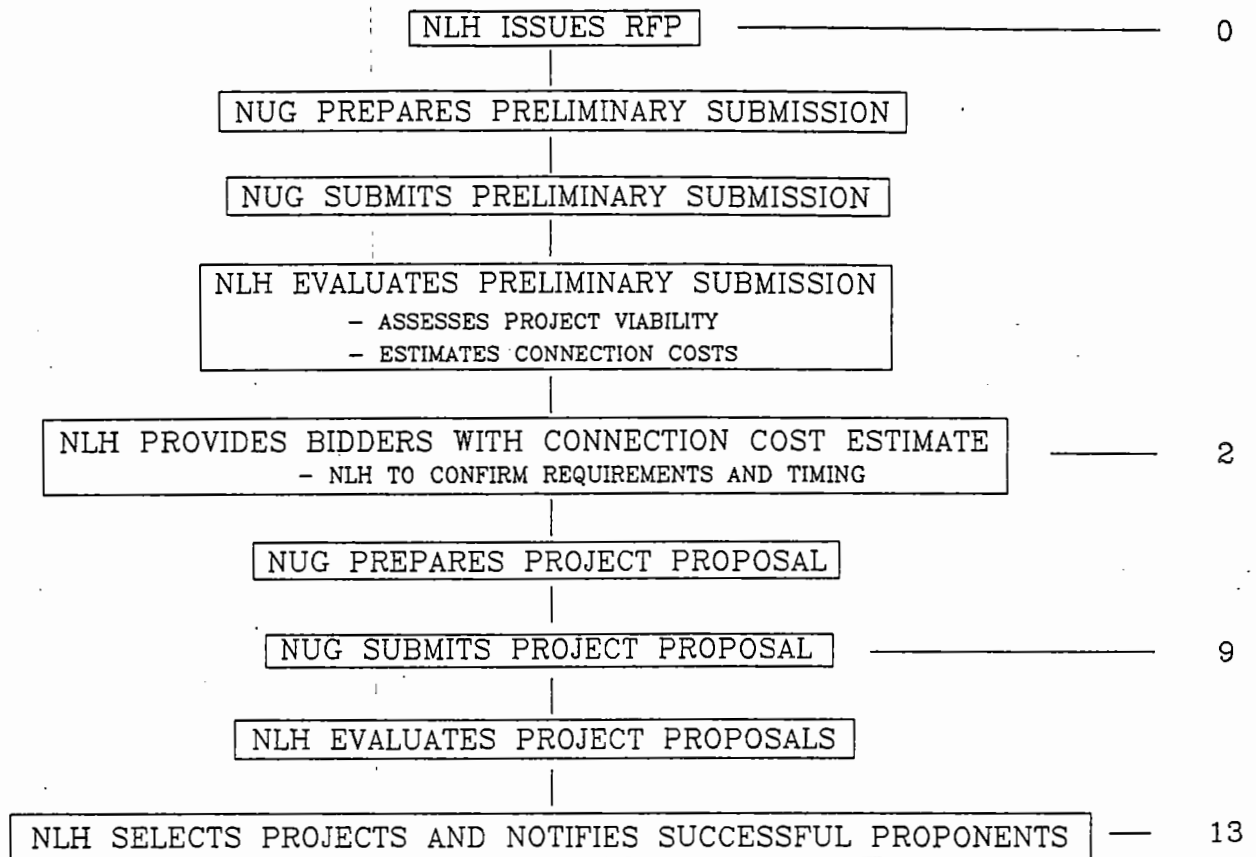 NLH ISSUES RFP 0
NUG PREPARES PRELIMINARY SUBMISSION
NUG SUBMITS PRELIMINARY SUBMISSION
NLH EVALUATES PRELIMINARY SUBMISSION
– ASSESSES PROJECT VIABILITY
– ESTIMATES CONNECTION COSTS
NLH PROVIDES BIDDERS WITH CONNECTION COST ESTIMATE 2
– NLH TO CONFIRM REQUIREMENTS AND TIMING
NUG PREPARES PROJECT PROPOSAL
NUG SUBMITS PROJECT PROPOSAL 9
NLH EVALUATES PROJECT PROPOSALS
NLH SELECTS PROJECTS AND NOTIFIES SUCCESSFUL PROPONENTS 13